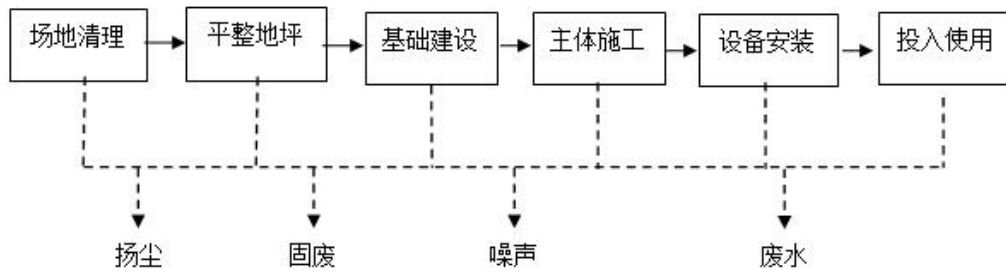 场地清理 平整地坪 基础建设 主体施工 设备安装 投入使用
扬尘 固废 噪声 废水